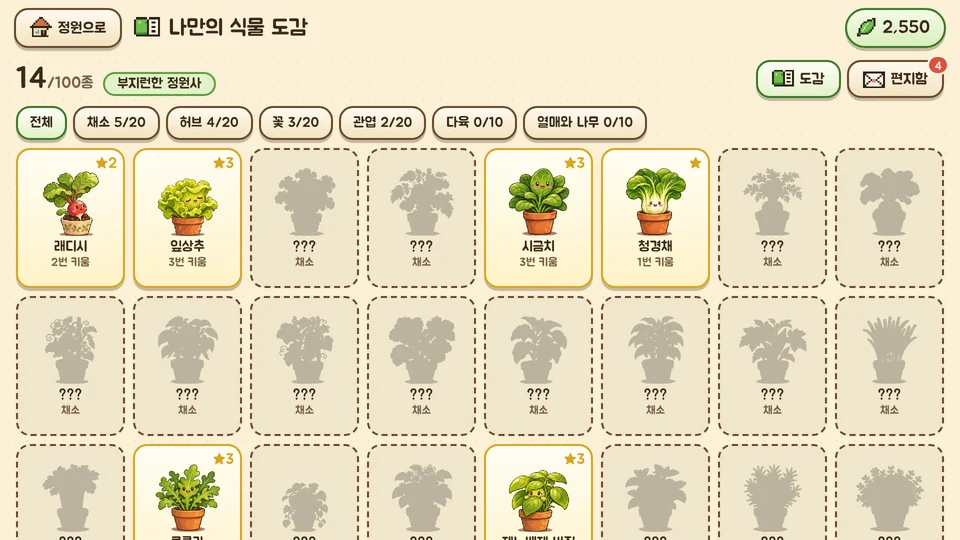 정원으로
나만의 식물 도감
2,550
14/100종
부지런한 정원사
도감
편지함
4
전체
채소 5/20
허브 4/20
꽃 3/20
관엽 2/20
다육 0/10
열매와 나무 0/10
★2
★3
★3
★
래디시
잎상추
???
???
시금치
청경채
???
???
2번 키움
3번 키움
채소
채소
3번 키움
1번 키움
채소
채소
???
???
???
???
???
???
???
???
채소
채소
채소
채소
채소
채소
채소
채소
★3
★3